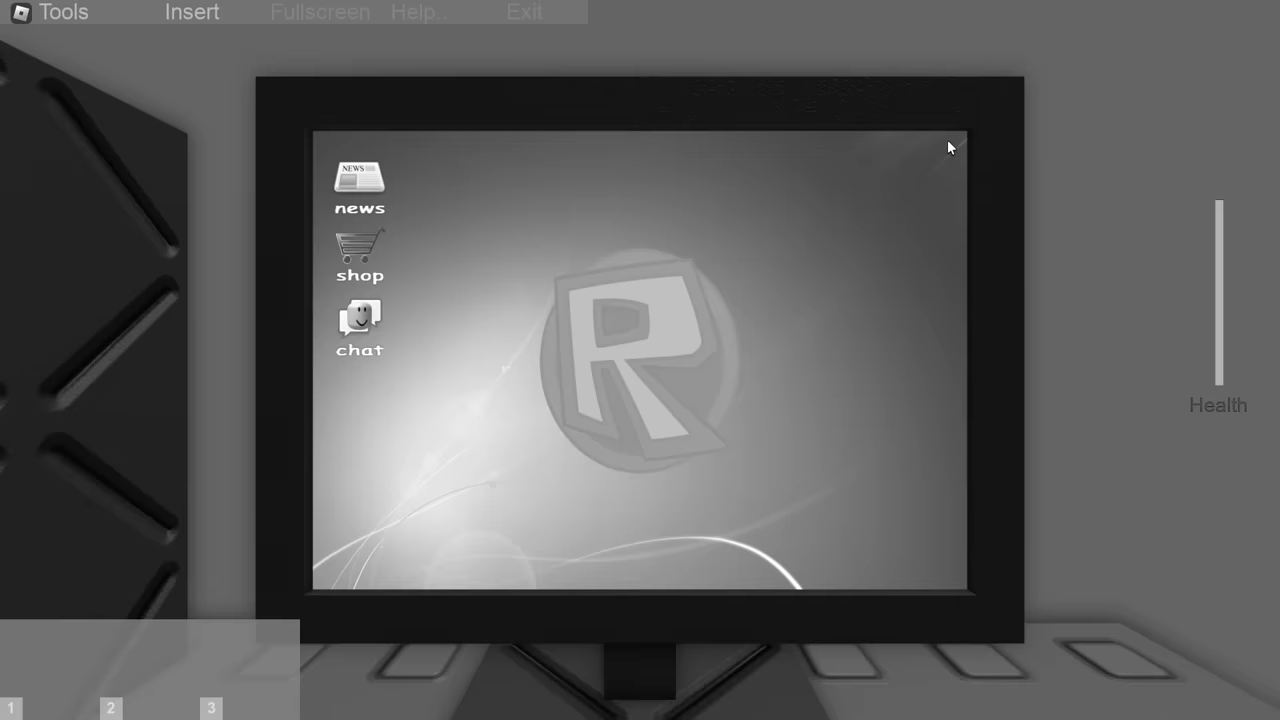 Tools Insert Fullscreen Help.. Exit
NEWS
news
shop
chat
R
Health
1 2 3